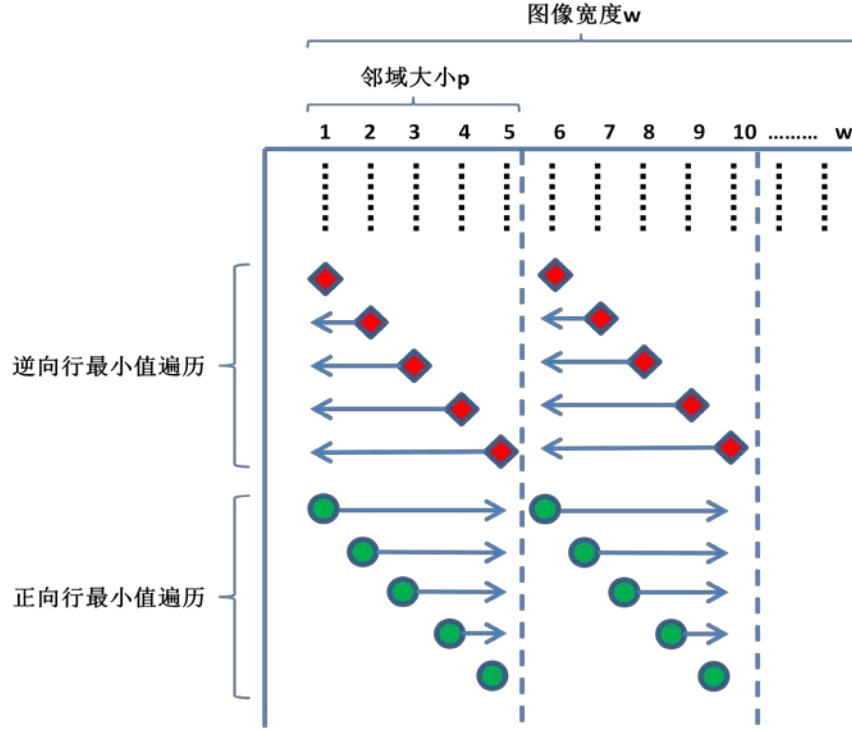 图像宽度w
邻域大小p
1 2 3 4 5 6 7 8 9 10 ......... w
逆向行最小值遍历
正向行最小值遍历